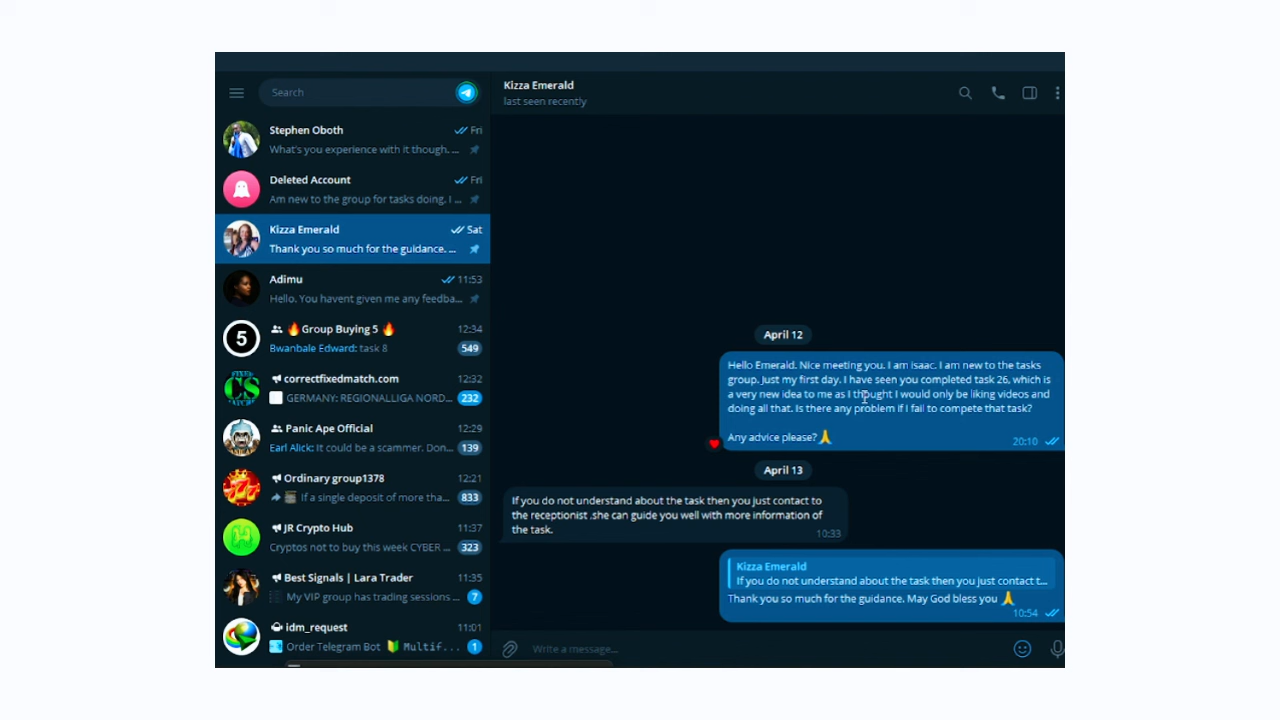 Search
Stephen Oboth
Fri
What's you experience with it though. ...
Deleted Account
Fri
Am new to the group for tasks doing. I ...
Kizza Emerald
Sat
Thank you so much for the guidance. ...
Adimu
11:53
Hello. You havent given me any feedba...
5
🔥Group Buying 5 🔥
12:34
Bwanbale Edward: task 8
549
CS
correctfixedmatch.com
12:32
GERMANY: REGIONALLIGA NORD...
232
Panic Ape Official
12:29
Earl Alick: It could be a scammer. Don...
139
777
Ordinary group1378
12:21
If a single deposit of more tha...
833
JR Crypto Hub
11:37
Cryptos not to buy this week CYBER ...
323
Best Signals | Lara Trader
11:35
My VIP group has trading sessions ...
7
idm_request
11:01
Order Telegram Bot 🔰 Multif...
1
Kizza Emerald
last seen recently
April 12
Hello Emerald. Nice meeting you. I am Isaac. I am new to the tasks
group. Just my first day. I have seen you completed task 26, which is
a very new idea to me as I thought I would only be liking videos and
doing all that. Is there any problem if I fail to compete that task?
Any advice please?🙏
20:10
April 13
If you do not understand about the task then you just contact to
the receptionist .she can guide you well with more information of
the task.
10:33
Kizza Emerald
If you do not understand about the task then you just contact t...
Thank you so much for the guidance. May God bless you 🙏
10:54
Write a message...